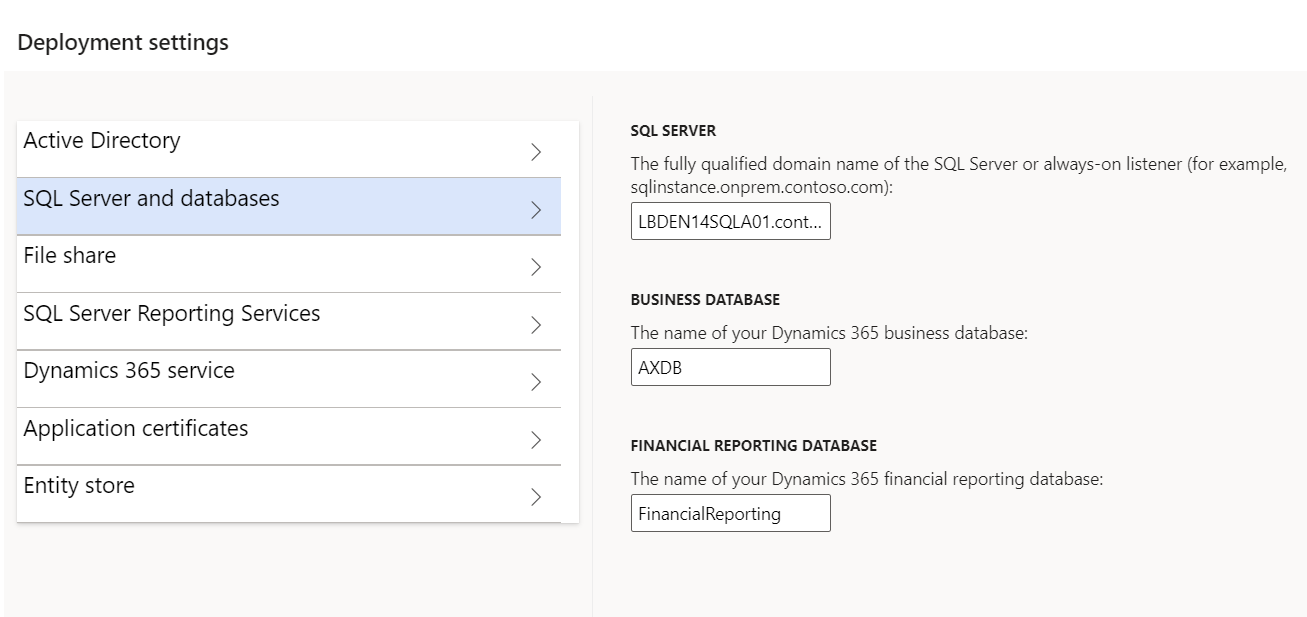 Deployment settings
Active Directory
SQL Server and databases
File share
SQL Server Reporting Services
Dynamics 365 service
Application certificates
Entity store
SQL SERVER
The fully qualified domain name of the SQL Server or always-on listener (for example,
sqlinstance.onprem.contoso.com):
LBDEN14SQLA01.cont...
BUSINESS DATABASE
The name of your Dynamics 365 business database:
AXDB
FINANCIAL REPORTING DATABASE
The name of your Dynamics 365 financial reporting database:
FinancialReporting